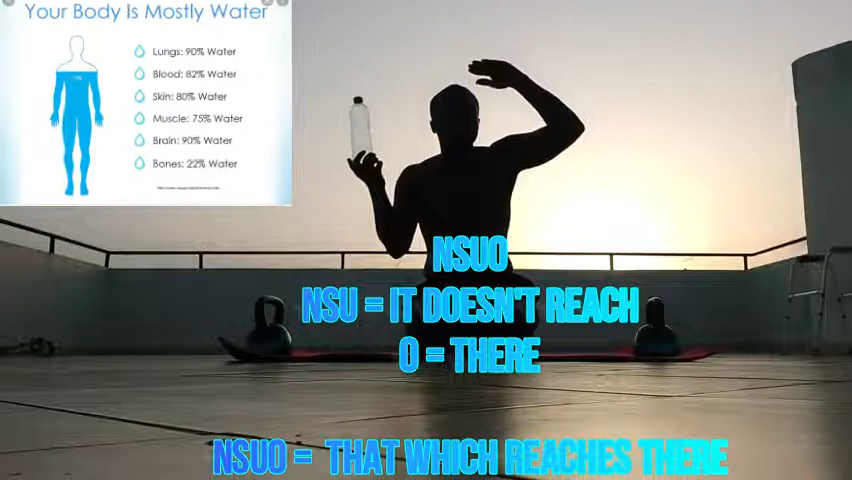 Your Body Is Mostly Water
Lungs: 90% Water
Blood: 82% Water
Skin: 80% Water
Muscle: 75% Water
Brain: 90% Water
Bones: 22% Water
NSUO
NSU = IT DOESN'T REACH
O = THERE
NSUO = THAT WHICH REACHES THERE